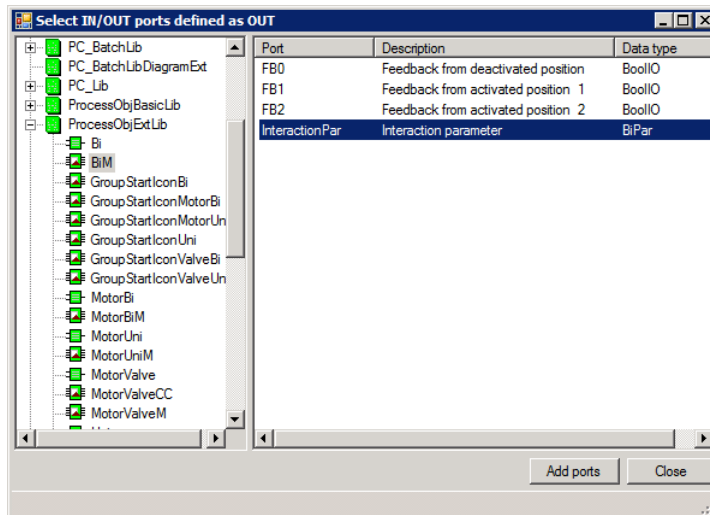 Select IN/OUT ports defined as OUT
PC_BatchLib
PC_BatchLibDiagramExt
PC_Lib
ProcessObjBasicLib
ProcessObjExtLib
Bi
BiM
GroupStartIconBi
GroupStartIconMotorBi
GroupStartIconMotorUn
GroupStartIconUni
GroupStartIconValveBi
GroupStartIconValveUn
MotorBi
MotorBiM
MotorUni
MotorUniM
MotorValve
MotorValveCC
MotorValveM
Port Description Data type
FB0 Feedback from deactivated position BoolIO
FB1 Feedback from activated position 1 BoolIO
FB2 Feedback from activated position 2 BoolIO
InteractionPar Interaction parameter BiPar
Add ports Close